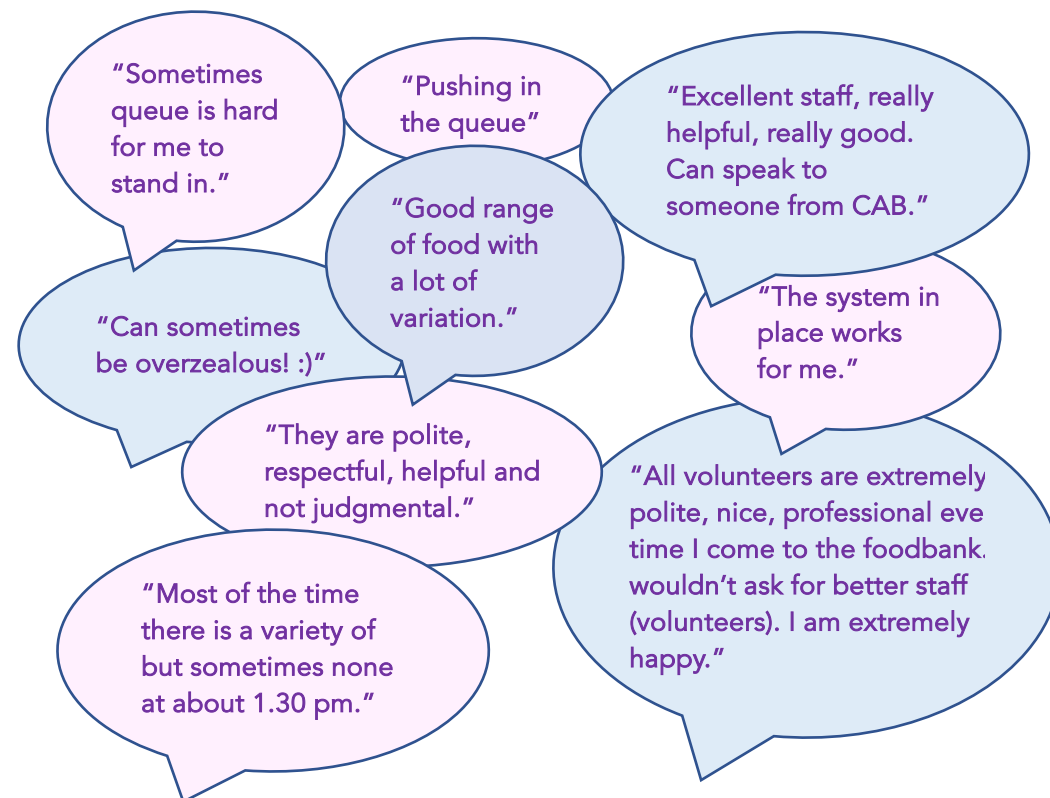 “Sometimes
queue is hard
for me to
stand in.”
“Pushing in
the queue”
“Excellent staff, really
helpful, really good.
Can speak to
someone from CAB.”
“Good range
of food with
a lot of
variation.”
“Can sometimes
be overzealous! :)”
“The system in
place works
for me.”
“They are polite,
respectful, helpful and
not judgmental.”
“All volunteers are extremely
polite, nice, professional eve
time I come to the foodbank.
wouldn’t ask for better staff
(volunteers). I am extremely
happy.”
“Most of the time
there is a variety of
but sometimes none
at about 1.30 pm.”